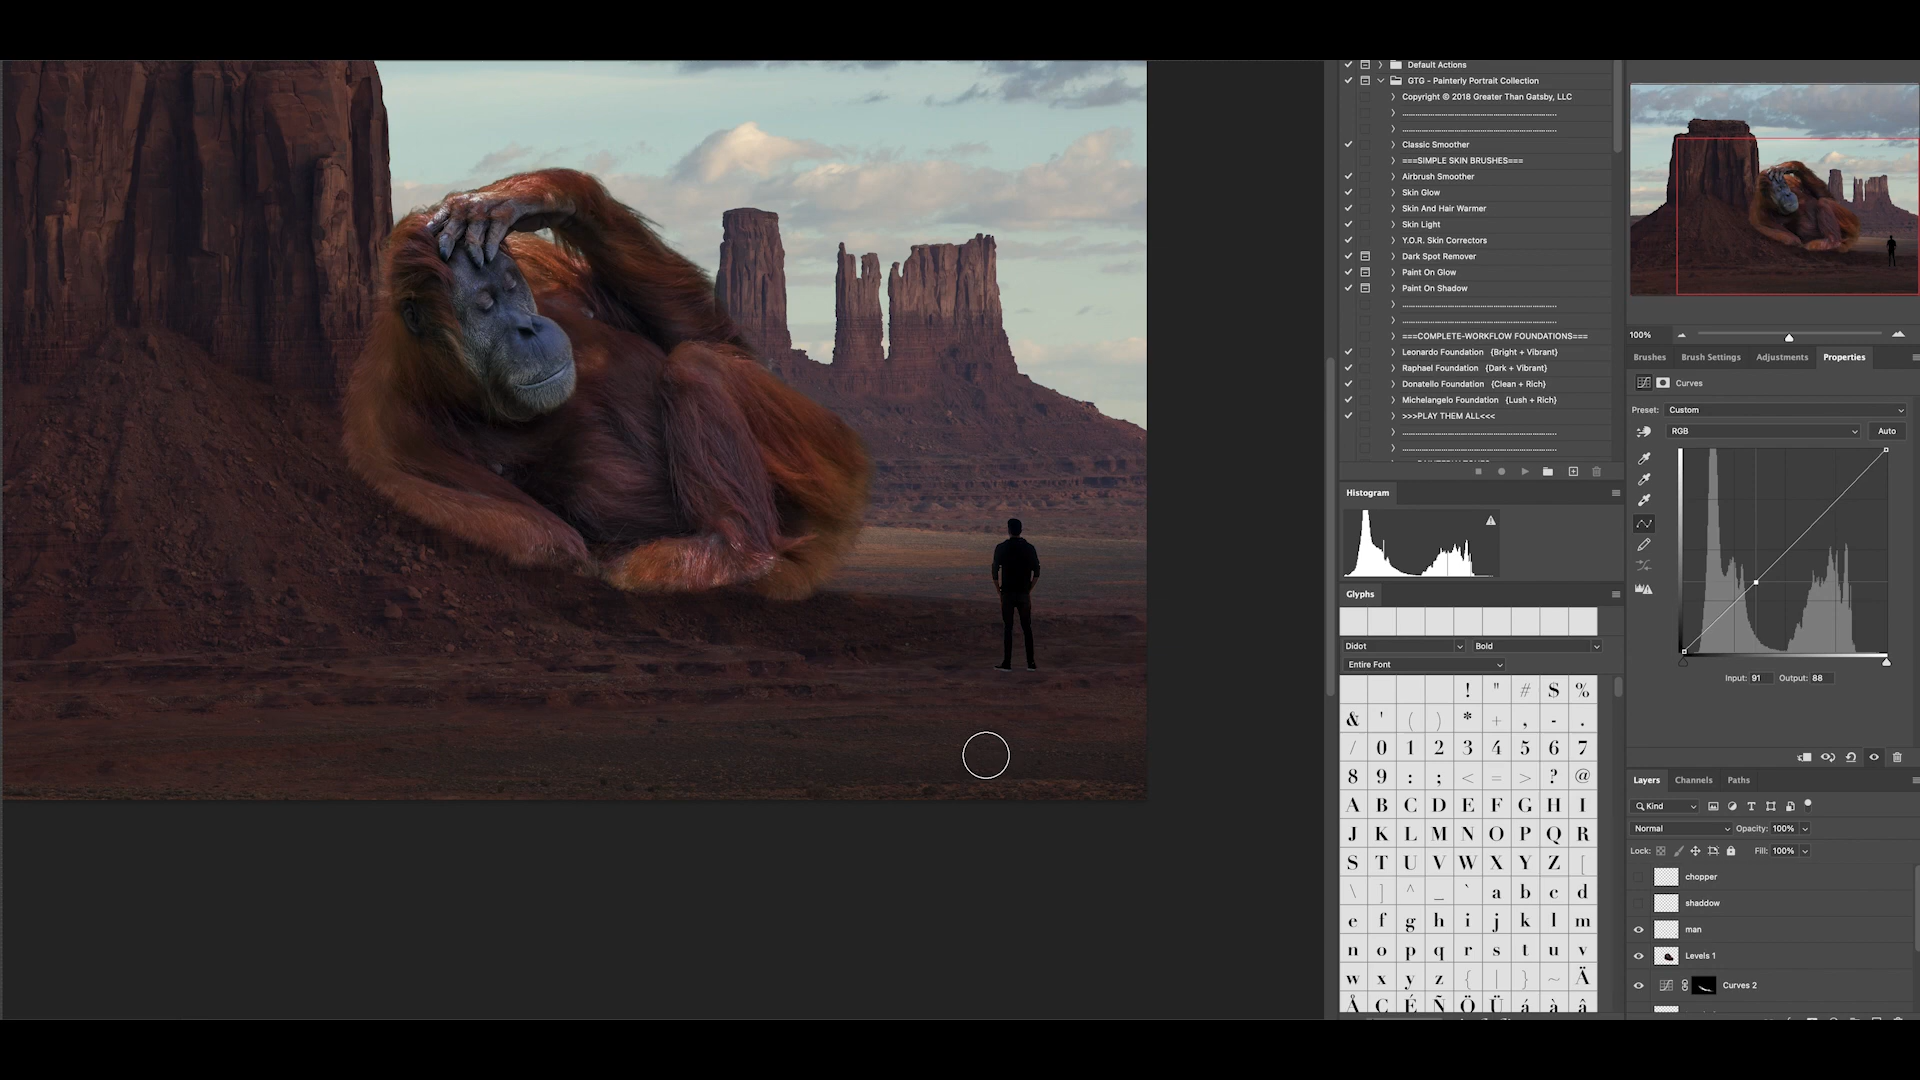 Default Actions
GTG - Painterly Portrait Collection
Copyright © 2018 Greater Than Gatsby, LLC
Classic Smoother
===SIMPLE SKIN BRUSHES===
Airbrush Smoother
Skin Glow
Skin And Hair Warmer
Skin Light
Y.O.R. Skin Correctors
Dark Spot Remover
Paint On Glow
Paint On Shadow
===COMPLETE-WORKFLOW FOUNDATIONS===
Leonardo Foundation {Bright + Vibrant}
Raphael Foundation {Dark + Vibrant}
Donatello Foundation {Clean + Rich}
Michelangelo Foundation {Lush + Rich}
>>>PLAY THEM ALL<<<
Histogram
Glyphs
Didot Bold
Entire Font
! " # $ %
& ' ( ) * + , - .
/ 0 1 2 3 4 5 6 7
8 9 : ; < = > ? @
A B C D E F G H I
J K L M N O P Q R
S T U V W X Y Z [
\ ] ^ _ ` a b c d
e f g h i j k l m
n o p q r s t u v
w x y z { | } ~ Ä
Å Ç É Ñ Ö Ü á à â
100%
Brushes Brush Settings Adjustments Properties
Curves
Preset: Custom
RGB Auto
Input: 91 Output: 88
Layers Channels Paths
Kind
Normal Opacity: 100%
Lock: Fill: 100%
chopper
shaddow
man
Levels 1
Curves 2